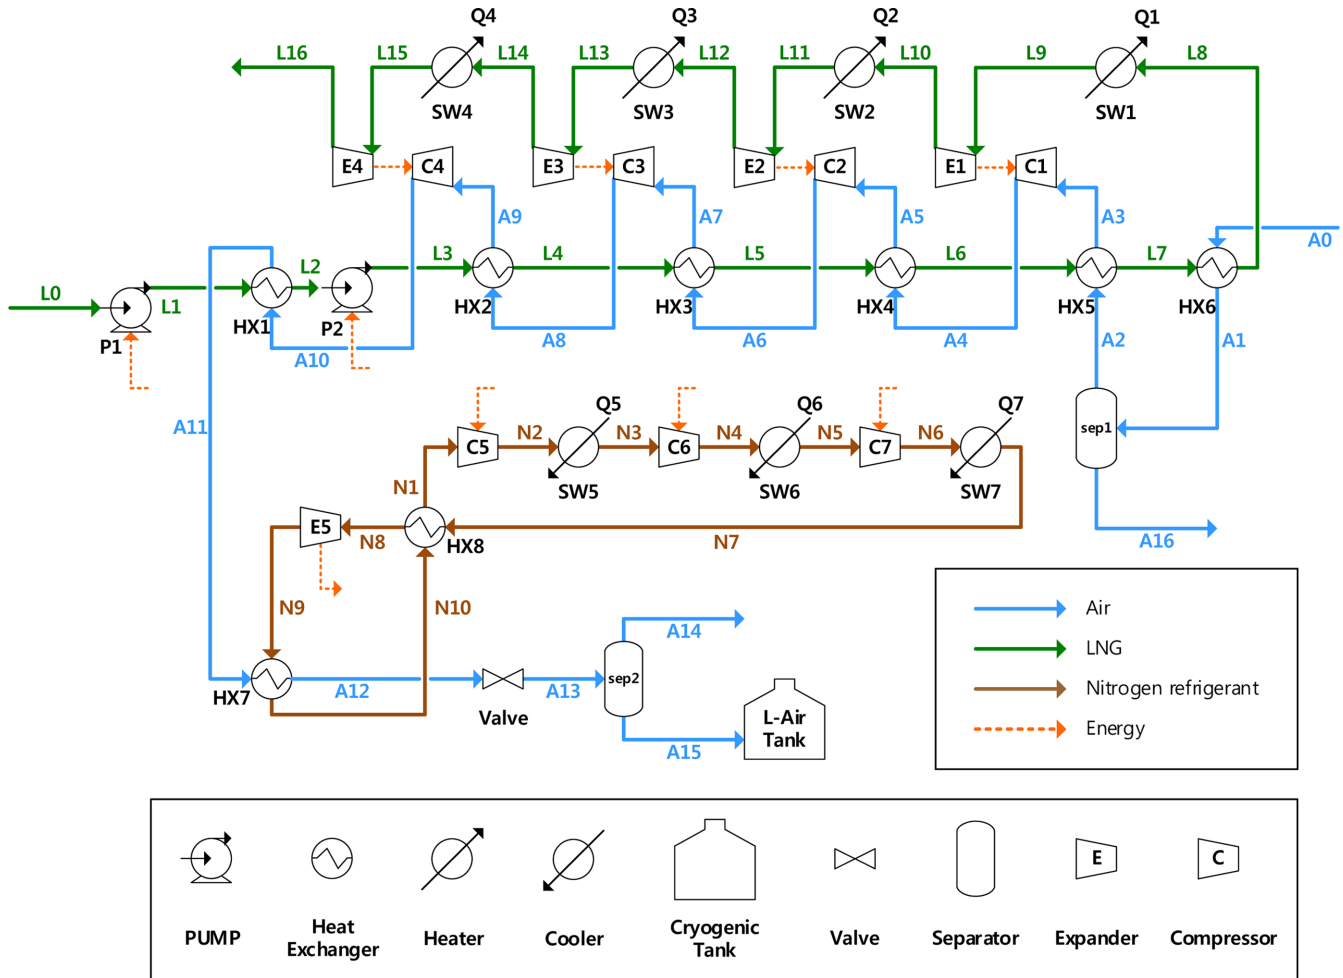 Q4 Q3 Q2 Q1
L16 L15 L14 L13 L12 L11 L10 L9 L8
SW4 SW3 SW2 SW1
E4 C4 E3 C3 E2 C2 E1 C1
A9 A7 A5 A3 A0
L0 L1 L2 L3 L4 L5 L6 L7
P1 HX1 P2 HX2 HX3 HX4 HX5 HX6
A10 A8 A6 A4 A2 A1
A11
Q5 Q6 Q7
C5 N2 N3 C6 N4 N5 C7 N6
sep1
SW5 SW6 SW7
N1
E5 N8 HX8 N7 A16
N9 N10
A14
HX7 A12 A13 sep2
Valve
L-Air
Tank
A15
Air
LNG
Nitrogen refrigerant
Energy
E C
PUMP
Heat
Exchanger
Heater
Cooler
Cryogenic
Tank
Valve
Separator
Expander
Compressor